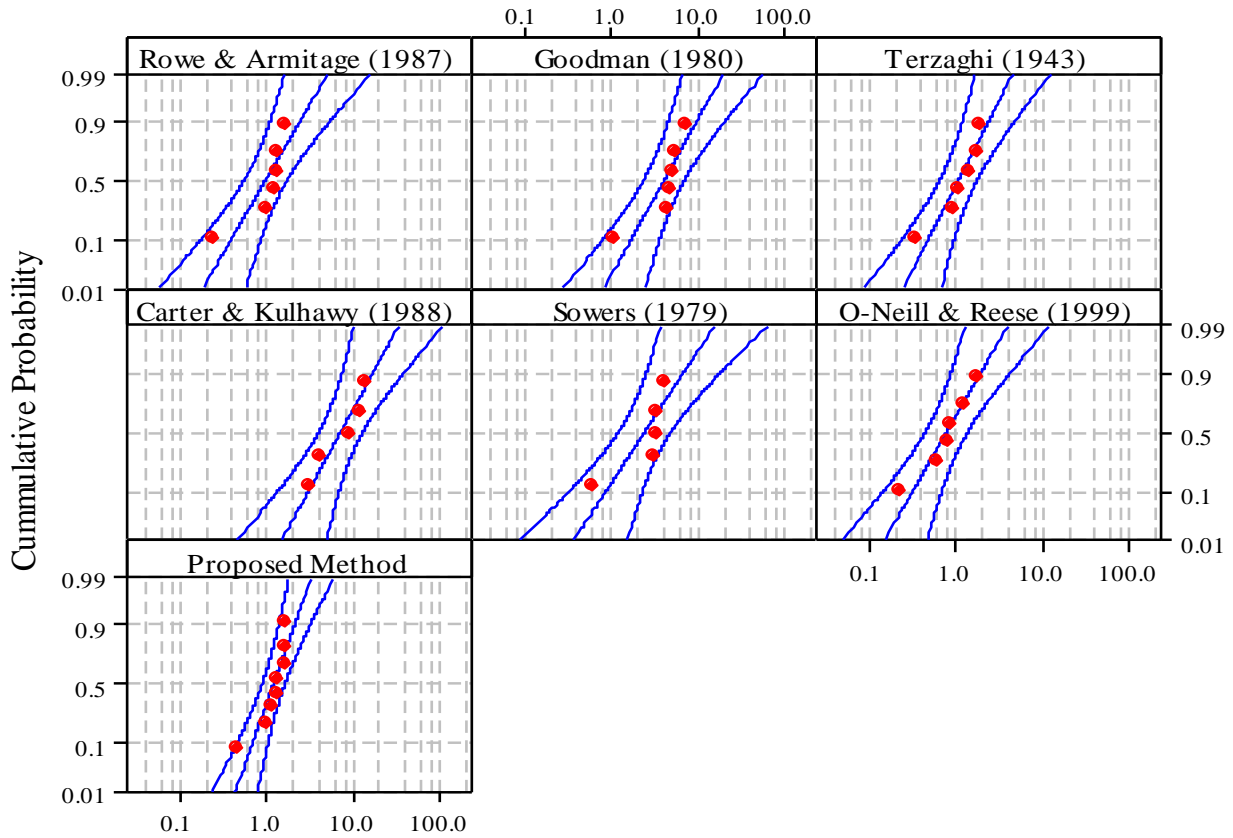 0.1 1.0 10.0 100.0
Rowe & Armitage (1987) Goodman (1980) Terzaghi (1943)
0.99
0.9
0.5
0.1
0.01
Carter & Kulhawy (1988) Sowers (1979) O-Neill & Reese (1999)
0.99
0.9
0.5
0.1
0.01
Cummulative Probability
Proposed Method
0.1 1.0 10.0 100.0
0.99
0.9
0.5
0.1
0.01
0.1 1.0 10.0 100.0